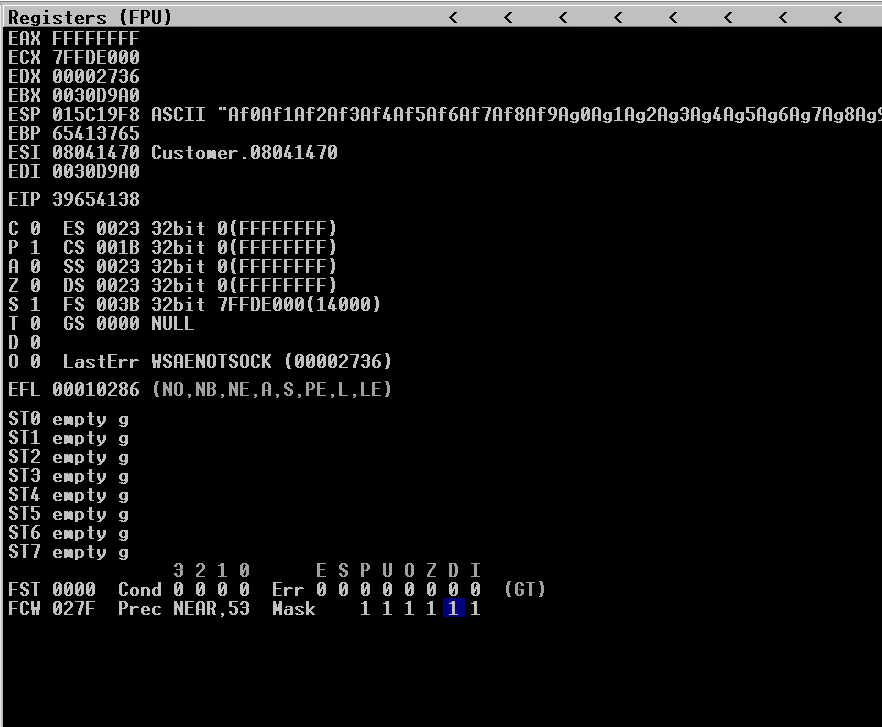 Registers (FPU) < < < < < < < <
EAX FFFFFFFF
ECX 7FFDE000
EDX 00002736
EBX 0030D9A0
ESP 015C19F8 ASCII "Af0Af1Af2Af3Af4Af5Af6Af7Af8Af9Ag0Ag1Ag2Ag3Ag4Ag5Ag6Ag7Ag8Ag9
EBP 65413765
ESI 08041470 Customer.08041470
EDI 0030D9A0
EIP 39654138
C 0 ES 0023 32bit 0(FFFFFFFF)
P 1 CS 001B 32bit 0(FFFFFFFF)
A 0 SS 0023 32bit 0(FFFFFFFF)
Z 0 DS 0023 32bit 0(FFFFFFFF)
S 1 FS 003B 32bit 7FFDE000(14000)
T 0 GS 0000 NULL
D 0
O 0 LastErr WSAENOTSOCK (00002736)
EFL 00010286 (NO,NB,NE,A,S,PE,L,LE)
ST0 empty g
ST1 empty g
ST2 empty g
ST3 empty g
ST4 empty g
ST5 empty g
ST6 empty g
ST7 empty g
3 2 1 0 E S P U O Z D I
FST 0000 Cond 0 0 0 0 Err 0 0 0 0 0 0 0 0 (GT)
FCW 027F Prec NEAR,53 Mask 1 1 1 1 1 1